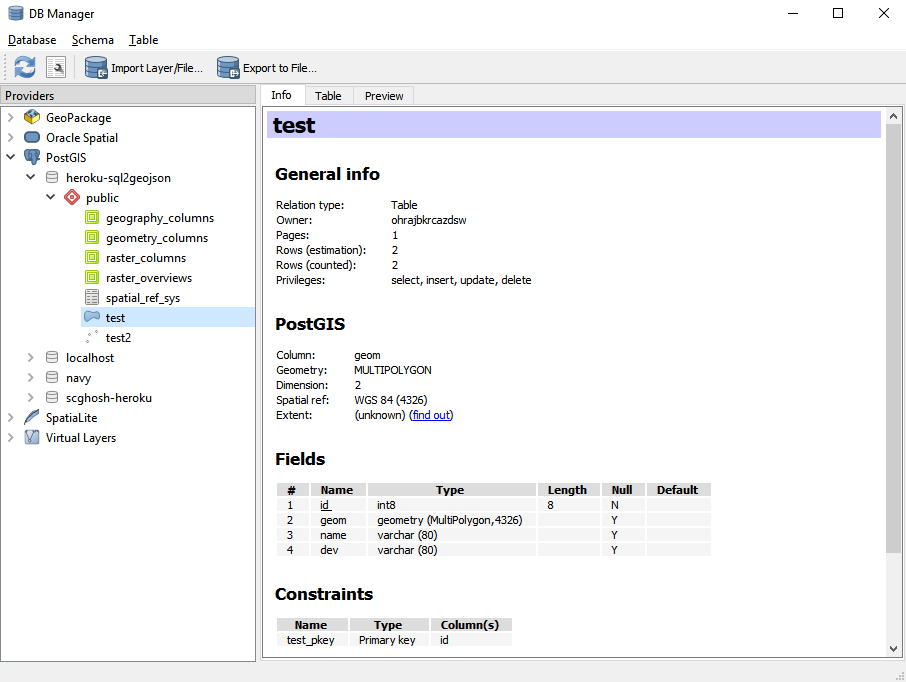 DB Manager
Database Schema Table
Import Layer/File... Export to File...
Providers
GeoPackage
Oracle Spatial
PostGIS
heroku-sql2geojson
public
geography_columns
geometry_columns
raster_columns
raster_overviews
spatial_ref_sys
test
test2
localhost
navy
scghosh-heroku
SpatiaLite
Virtual Layers
Info Table Preview
test
General info
Relation type: Table
Owner: ohrajbkrcazdsw
Pages: 1
Rows (estimation): 2
Rows (counted): 2
Privileges: select, insert, update, delete
PostGIS
Column: geom
Geometry: MULTIPOLYGON
Dimension: 2
Spatial ref: WGS 84 (4326)
Extent: (unknown) (find out)
Fields
# Name Type Length Null Default
1 id int8 8 N
2 geom geometry (MultiPolygon,4326) Y
3 name varchar (80) Y
4 dev varchar (80) Y
Constraints
Name Type Column(s)
test_pkey Primary key id